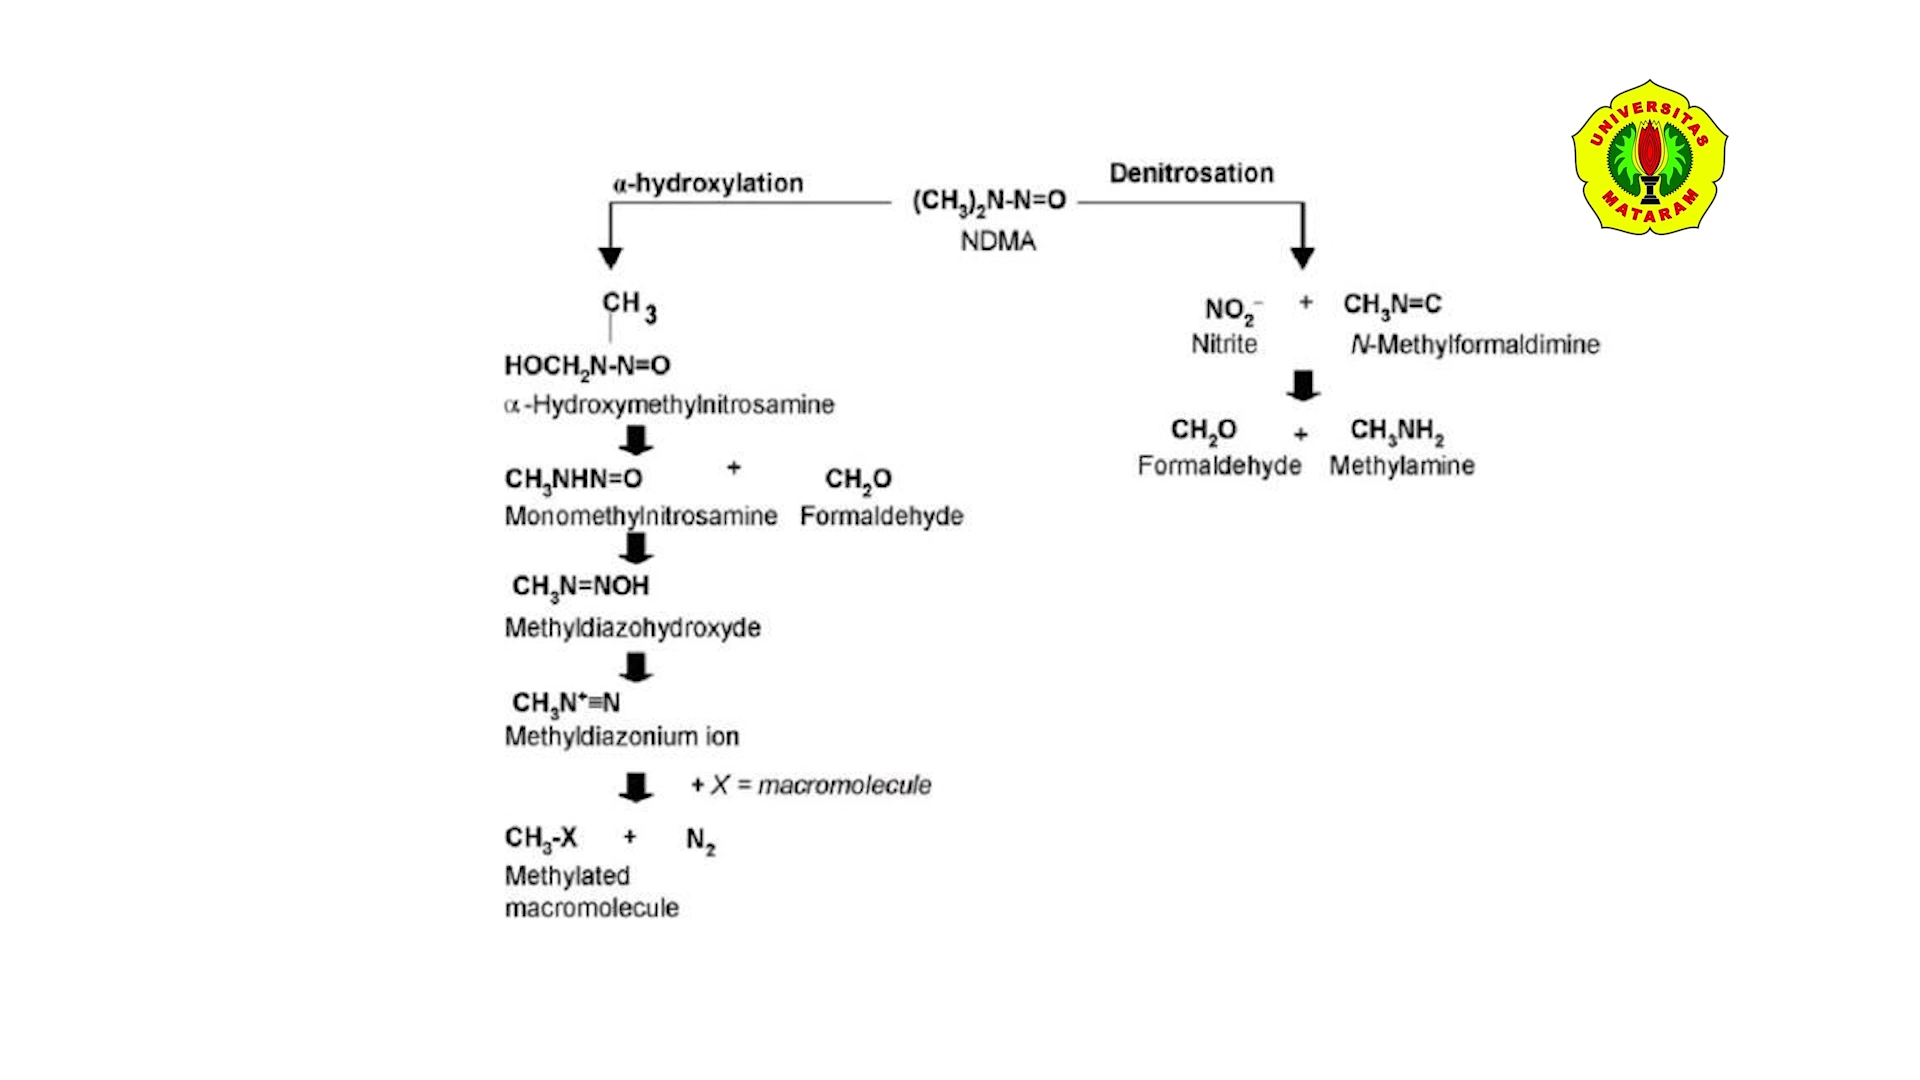 UNIVERSITAS
MATARAM
α-hydroxylation
(CH₃)₂N-N=O
NDMA
Denitrosation
CH₃
HOCH₂N-N=O
α-Hydroxymethylnitrosamine
CH₃NHN=O + CH₂O
Monomethylnitrosamine Formaldehyde
CH₃N=NOH
Methyldiazohydroxyde
CH₃N⁺≡N
Methyldiazonium ion
+ X = macromolecule
CH₃-X + N₂
Methylated
macromolecule
NO₂⁻ + CH₃N=C
Nitrite N-Methylformaldimine
CH₂O + CH₃NH₂
Formaldehyde Methylamine